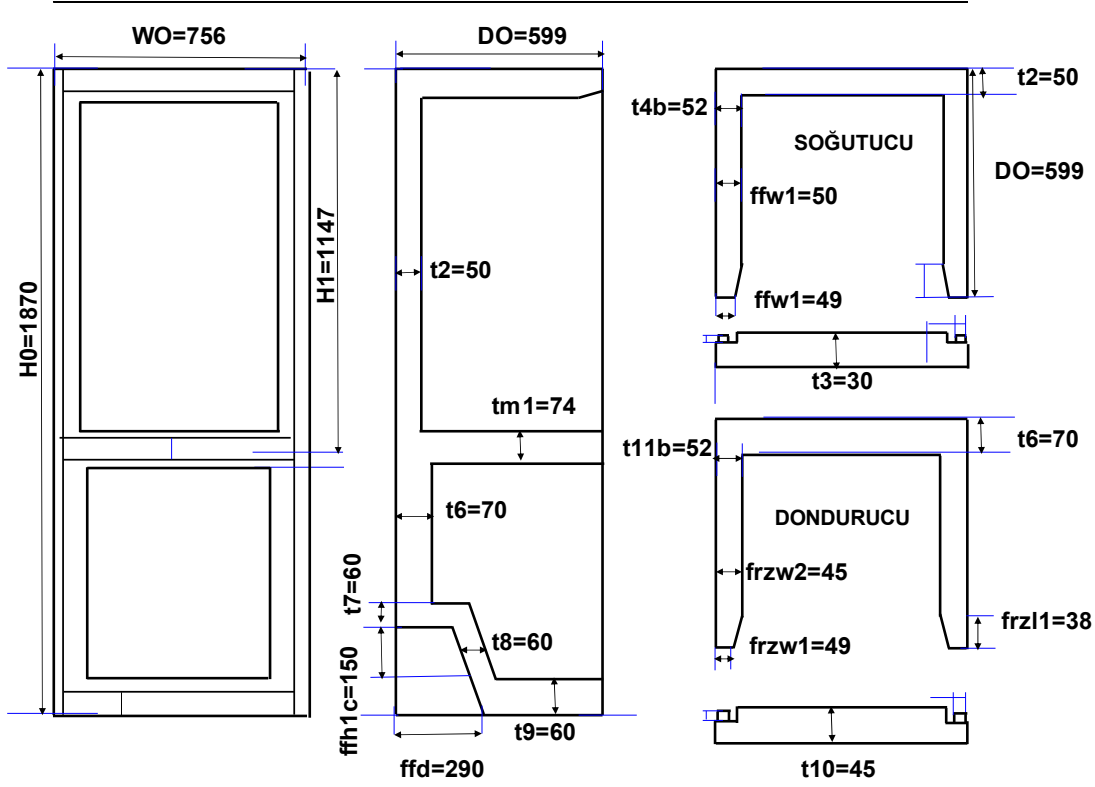 WO=756
HO=1870
H1=1147
DO=599
t2=50
tm1=74
t6=70
t7=60
t8=60
ffh1c=150
t9=60
ffd=290
t2=50
t4b=52
SOĞUTUCU
DO=599
ffw1=50
ffw1=49
t3=30
t11b=52
t6=70
DONDURUCU
frzw2=45
frzl1=38
frzw1=49
t10=45